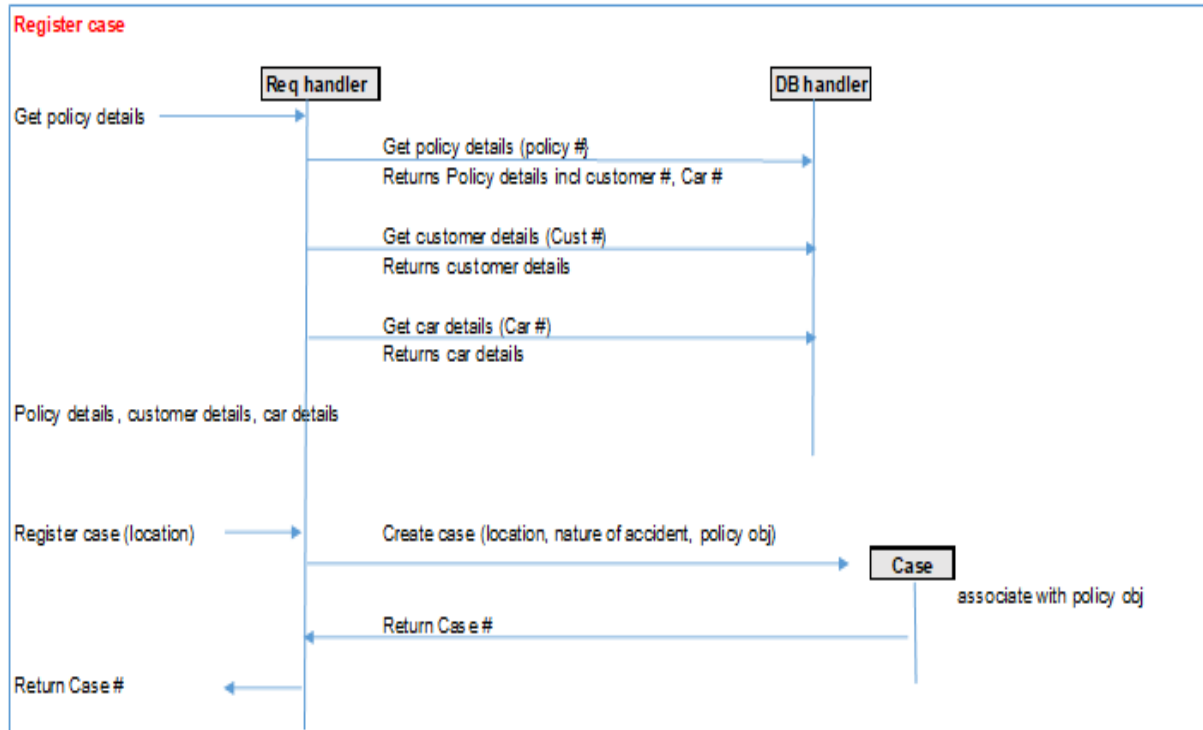 Register case
Req handler
DB handler
Get policy details
Get policy details (policy #)
Returns Policy details incl customer #, Car #
Get customer details (Cust #)
Returns customer details
Get car details (Car #)
Returns car details
Policy details, customer details, car details
Register case (location)
Create case (location, nature of accident, policy obj)
Case
associate with policy obj
Return Case #
Return Case #